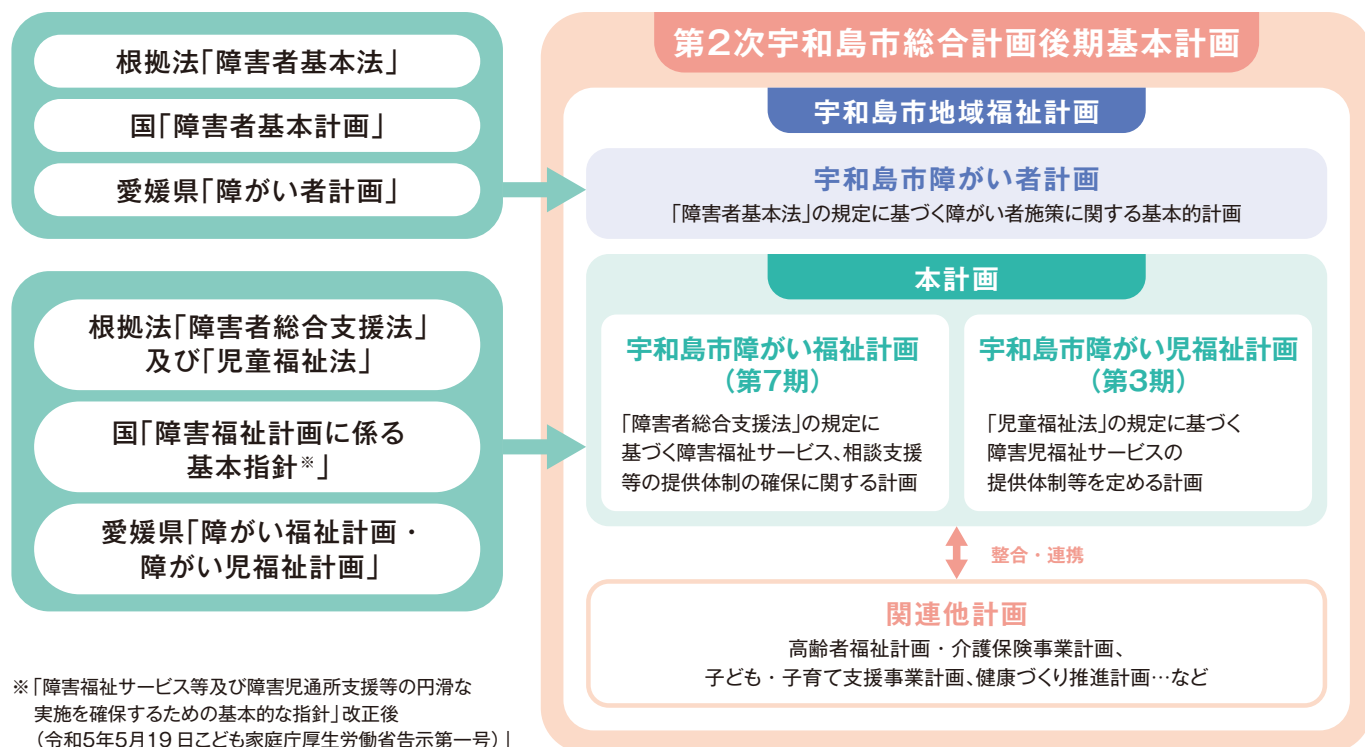 根拠法「障害者基本法」
国「障害者基本計画」
愛媛県「障がい者計画」
根拠法「障害者総合支援法」
及び「児童福祉法」
国「障害福祉計画に係る
基本指針※」
愛媛県「障がい福祉計画・
障がい児福祉計画」
※「障害福祉サービス等及び障害児通所支援等の円滑な
実施を確保するための基本的な指針」改正後
（令和5年5月19日こども家庭庁厚生労働省告示第一号）」
第2次宇和島市総合計画後期基本計画
宇和島市地域福祉計画
宇和島市障がい者計画
「障害者基本法」の規定に基づく障がい者施策に関する基本的計画
本計画
宇和島市障がい福祉計画
（第7期）
「障害者総合支援法」の規定に
基づく障害福祉サービス、相談支援
等の提供体制の確保に関する計画
宇和島市障がい児福祉計画
（第3期）
「児童福祉法」の規定に基づく
障害児福祉サービスの
提供体制等を定める計画
整合・連携
関連他計画
高齢者福祉計画・介護保険事業計画、
子ども・子育て支援事業計画、健康づくり推進計画…など